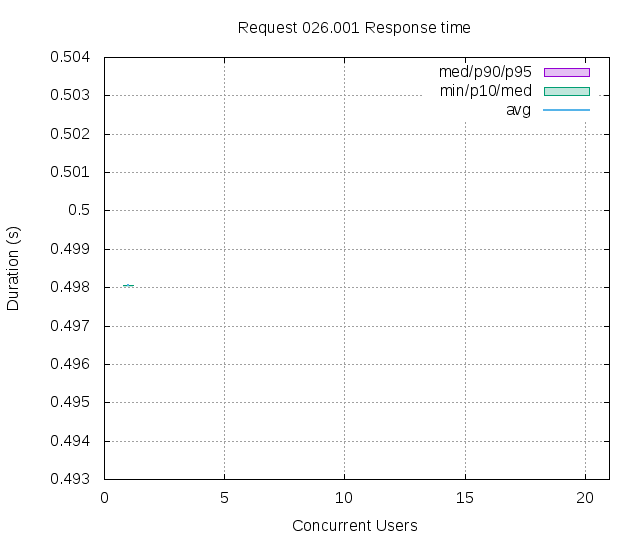 Request 026.001 Response time
med/p90/p95
min/p10/med
avg
0.504
0.503
0.502
0.501
0.5
0.499
0.498
0.497
0.496
0.495
0.494
0.493
Duration (s)
0 5 10 15 20
Concurrent Users